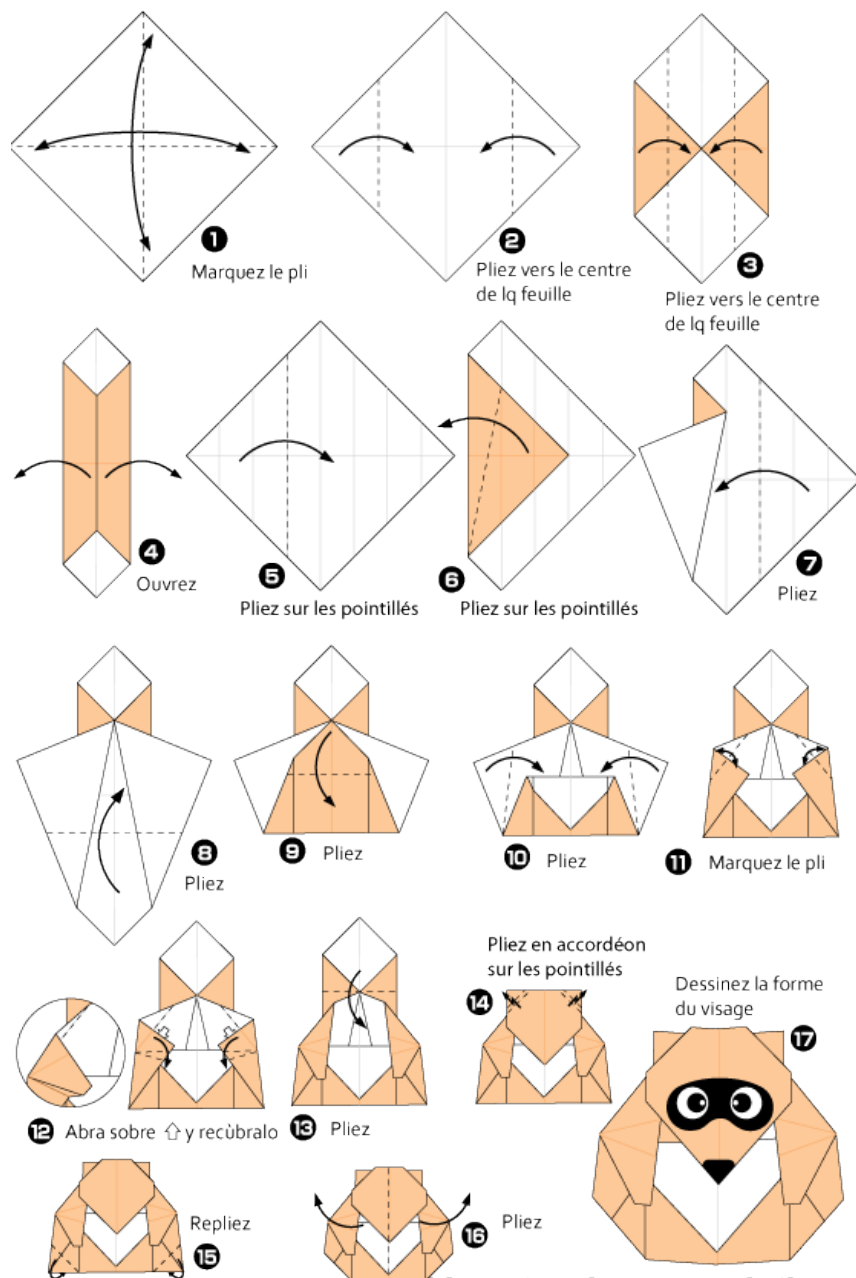 1
Marquez le pli
2
Pliez vers le centre
de lq feuille
3
Pliez vers le centre
de lq feuille
4
Ouvrez
5
Pliez sur les pointillés
6
Pliez sur les pointillés
7
Pliez
8
Pliez
9 Pliez
10 Pliez
11 Marquez le pli
12 Abra sobre ⇧ y recùbralo
13 Pliez
Pliez en accordéon
sur les pointillés
14
Repliez
15
16 Pliez
Dessinez la forme
du visage
17